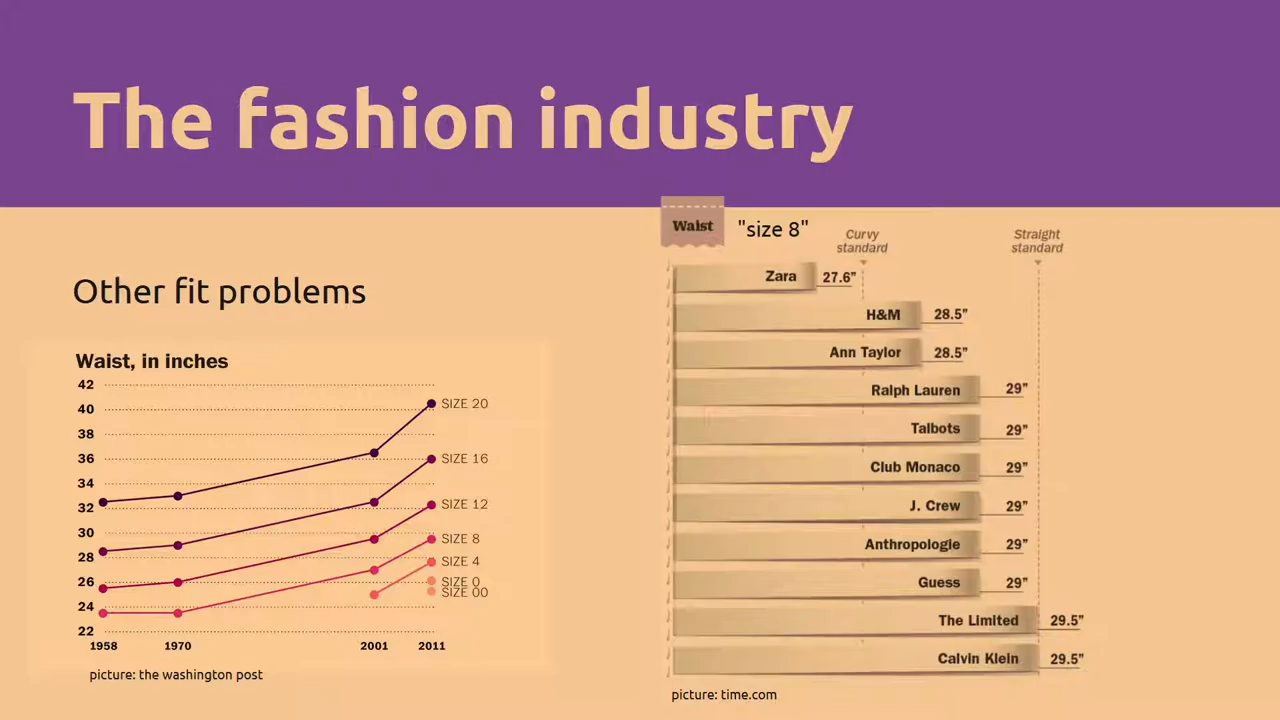 The fashion industry
Other fit problems
Waist, in inches
42
40
38
36
34
32
30
28
26
24
22
1958 1970 2001 2011
SIZE 20
SIZE 16
SIZE 12
SIZE 8
SIZE 4
SIZE 0
SIZE 00
picture: the washington post
Waist "size 8"
Curvy
standard
Straight
standard
Zara 27.6”
H&M 28.5”
Ann Taylor 28.5”
Ralph Lauren 29”
Talbots 29”
Club Monaco 29”
J. Crew 29”
Anthropologie 29”
Guess 29”
The Limited 29.5”
Calvin Klein 29.5”
picture: time.com